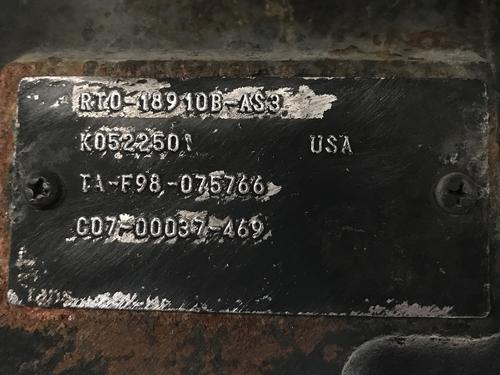 RTO-18910B-AS3
K0522501 USA
TA-F98-075766
CD7-00037-469